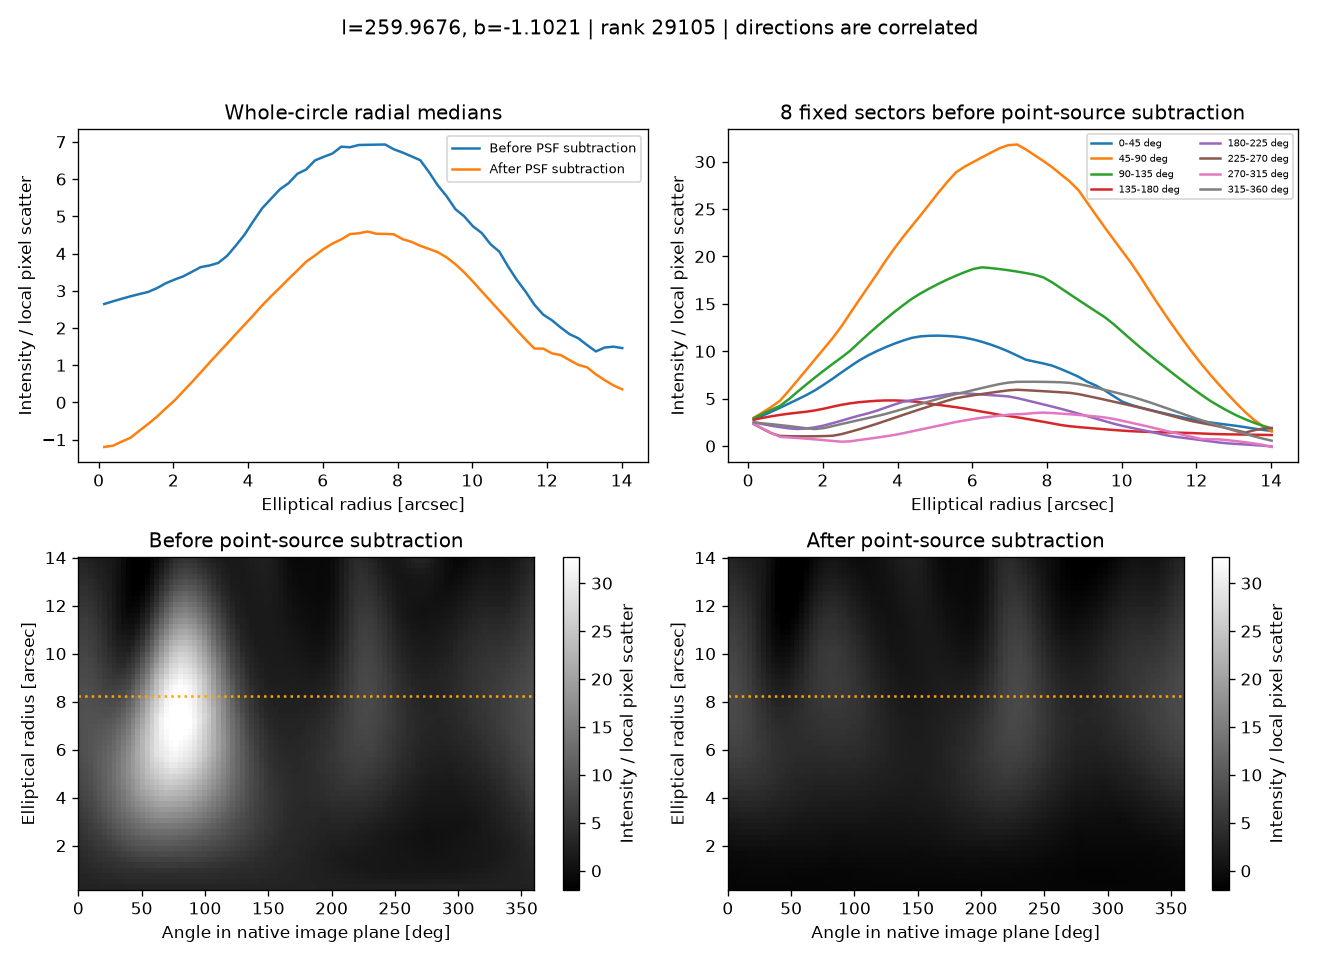 l=259.9676, b=-1.1021 | rank 29105 | directions are correlated
Whole-circle radial medians
Intensity / local pixel scatter
7
6
5
4
3
2
1
0
−1
Before PSF subtraction
After PSF subtraction
0 2 4 6 8 10 12 14
Elliptical radius [arcsec]
8 fixed sectors before point-source subtraction
Intensity / local pixel scatter
30
25
20
15
10
5
0
0-45 deg
45-90 deg
90-135 deg
135-180 deg
180-225 deg
225-270 deg
270-315 deg
315-360 deg
0 2 4 6 8 10 12 14
Elliptical radius [arcsec]
Before point-source subtraction
Elliptical radius [arcsec]
14
12
10
8
6
4
2
0 50 100 150 200 250 300 350
Angle in native image plane [deg]
30
25
20
15
10
5
0
Intensity / local pixel scatter
After point-source subtraction
Elliptical radius [arcsec]
14
12
10
8
6
4
2
0 50 100 150 200 250 300 350
Angle in native image plane [deg]
30
25
20
15
10
5
0
Intensity / local pixel scatter